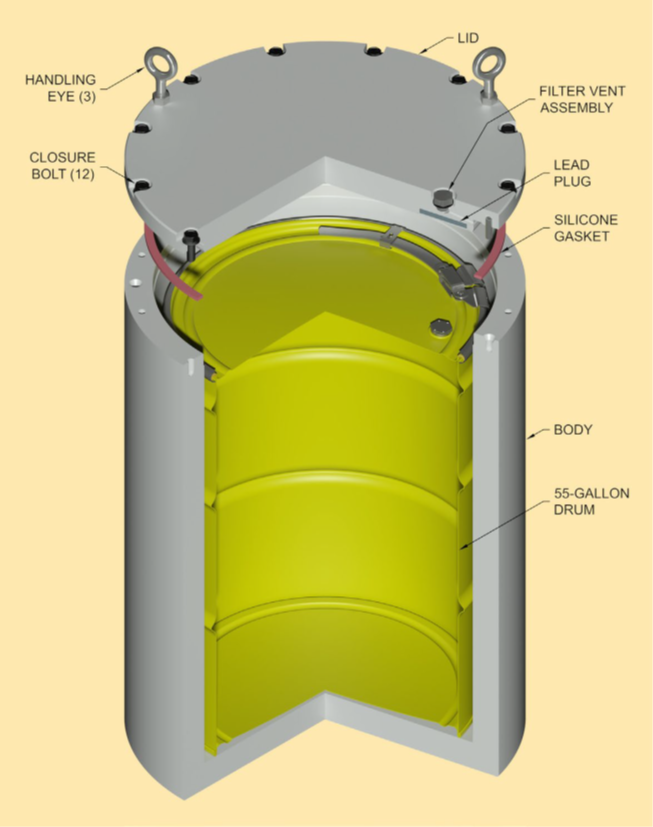 LID
HANDLING
EYE (3)
FILTER VENT
ASSEMBLY
CLOSURE
BOLT (12)
LEAD
PLUG
SILICONE
GASKET
BODY
55-GALLON
DRUM